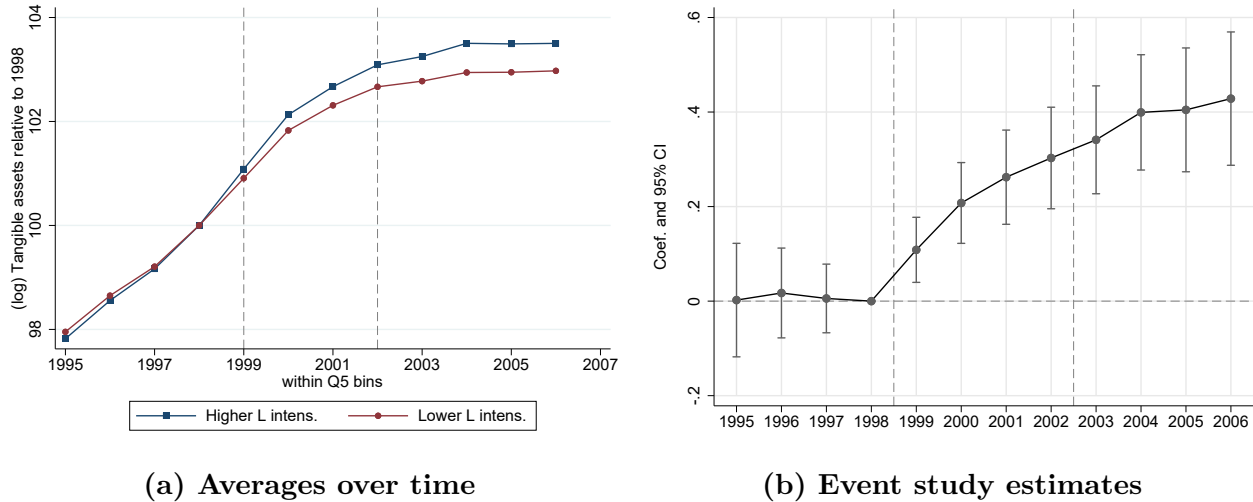 (log) Tangible assets relative to 1998
104
102
100
98
1995 1997 1999 2001 2003 2005 2007
within Q5 bins
Higher L intens. Lower L intens.
(a) Averages over time
Coef. and 95% CI
.6
.4
.2
0
-.2
1995 1996 1997 1998 1999 2000 2001 2002 2003 2004 2005 2006
(b) Event study estimates